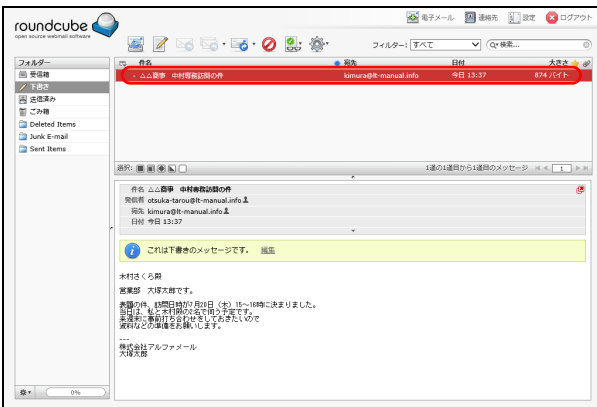 roundcube
open source webmail software
電子メール 連絡先 設定 ログアウト
フィルター: すべて 検索...
フォルダー
受信箱
下書き
送信済み
ごみ箱
Deleted Items
Junk E-mail
Sent Items
件名 宛先 日付 大きさ
△△商事 中村専務訪問の件 kimura@lt-manual.info 今日 13:37 874 バイト
選択: 1通の1通目から1通目のメッセージ 1
件名 △△商事 中村専務訪問の件
発信者 otsuka-tarou@lt-manual.info
宛先 kimura@lt-manual.info
日付 今日 13:37
これは下書きのメッセージです。 編集
木村さくら殿
営業部 大塚太郎です。
表題の件、訪問日時が7月20日(木)15~16時に決まりました。
当日は、私と木村殿の2名で伺う予定です。
来週末に事前打ち合わせをしておきたいので
資料などの準備をお願いします。
---
株式会社アルファメール
大塚太郎
0%